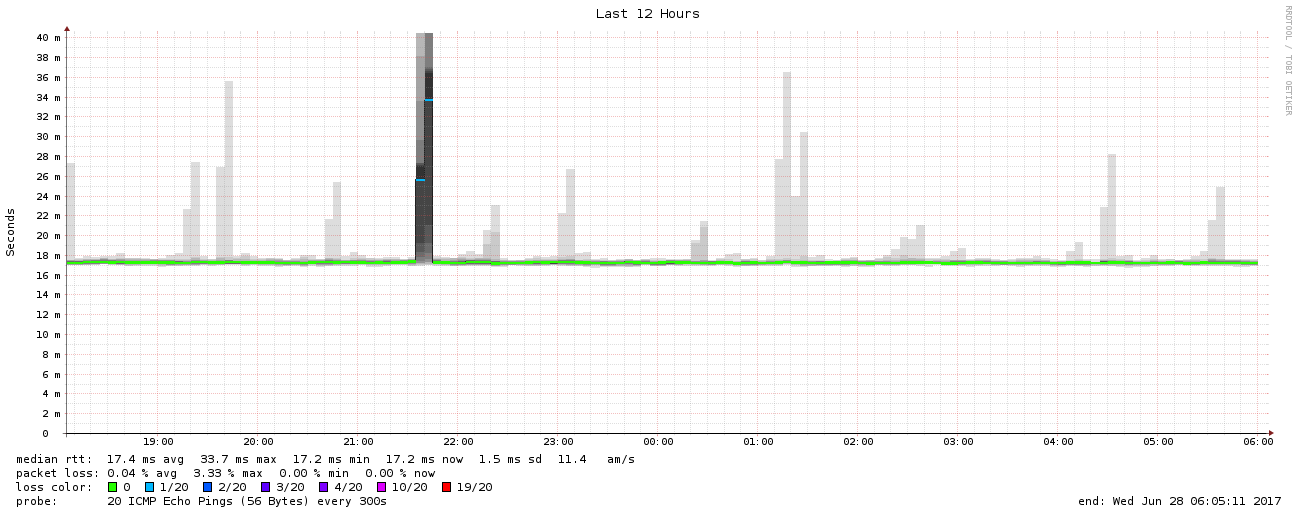 Last 12 Hours
RRDTOOL / TOBI OETIKER
Seconds
40 m
38 m
36 m
34 m
32 m
30 m
28 m
26 m
24 m
22 m
20 m
18 m
16 m
14 m
12 m
10 m
8 m
6 m
4 m
2 m
0
19:00 20:00 21:00 22:00 23:00 00:00 01:00 02:00 03:00 04:00 05:00 06:00
median rtt: 17.4 ms avg 33.7 ms max 17.2 ms min 17.2 ms now 1.5 ms sd 11.4 am/s
packet loss: 0.04 % avg 3.33 % max 0.00 % min 0.00 % now
loss color: 0 1/20 2/20 3/20 4/20 10/20 19/20
probe: 20 ICMP Echo Pings (56 Bytes) every 300s end: Wed Jun 28 06:05:11 2017